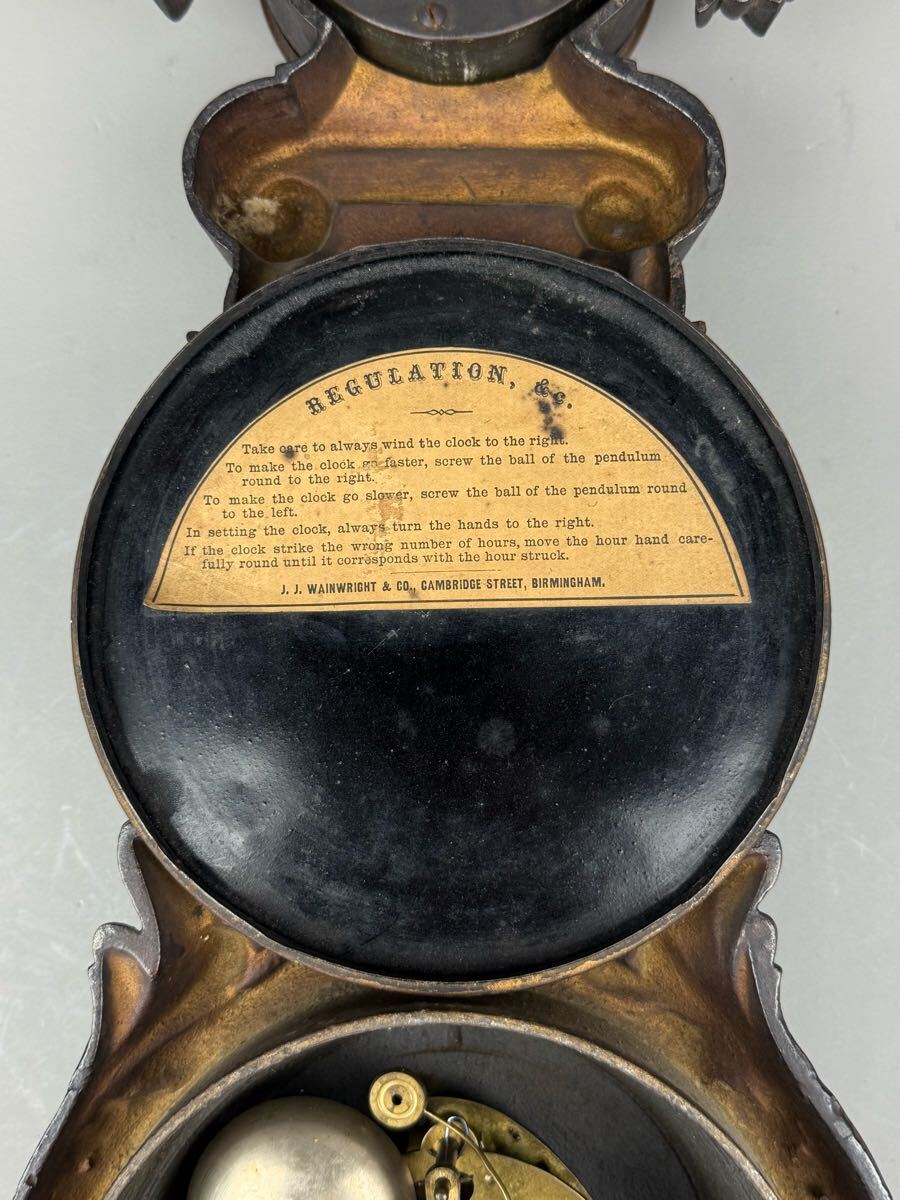 REGULATION, &c.
Take care to always wind the clock to the right.
To make the clock go faster, screw the ball of the pendulum
round to the right.
To make the clock go slower, screw the ball of the pendulum round
to the left.
In setting the clock, always turn the hands to the right.
If the clock strike the wrong number of hours, move the hour hand care-
fully round until it corresponds with the hour struck.
J. J. WAINWRIGHT & CO., CAMBRIDGE STREET, BIRMINGHAM.